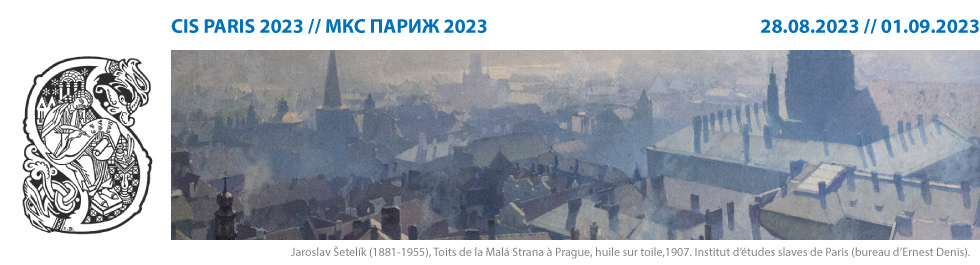 CIS PARIS 2023 // МКС ПАРИЖ 2023
28.08.2023 // 01.09.2023
Jaroslav Šetelík (1881-1955), Toits de la Malá Strana à Prague, huile sur toile,1907. Institut d'études slaves de Paris (bureau d'Ernest Denis).